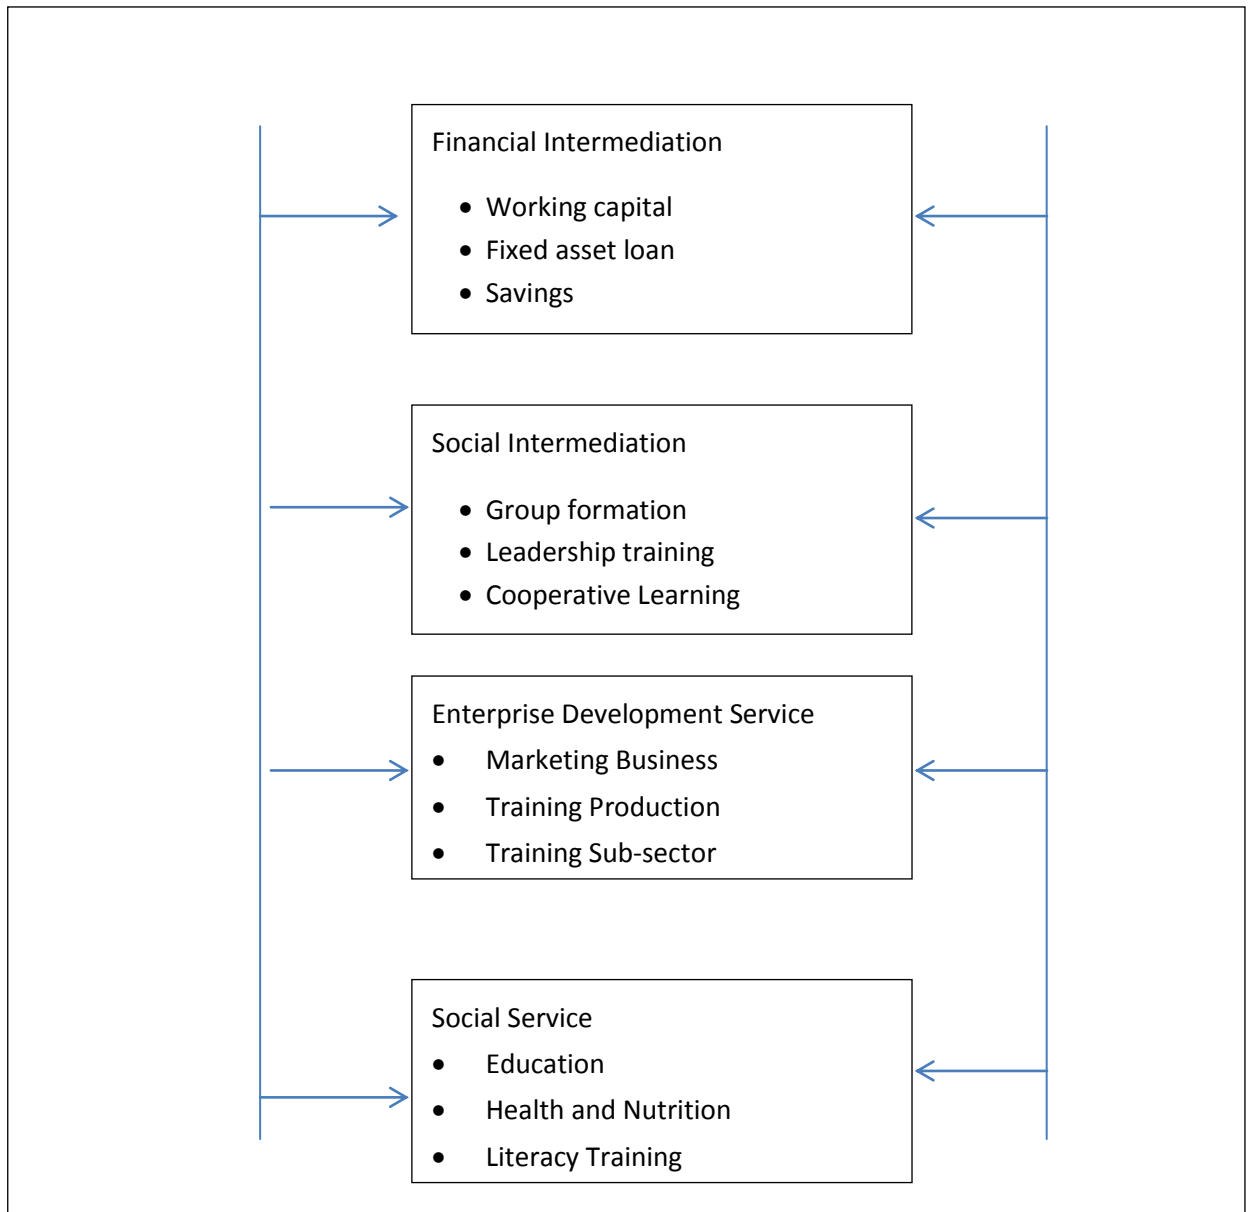 Financial Intermediation
• Working capital
• Fixed asset loan
• Savings
Social Intermediation
• Group formation
• Leadership training
• Cooperative Learning
Enterprise Development Service
• Marketing Business
• Training Production
• Training Sub-sector
Social Service
• Education
• Health and Nutrition
• Literacy Training